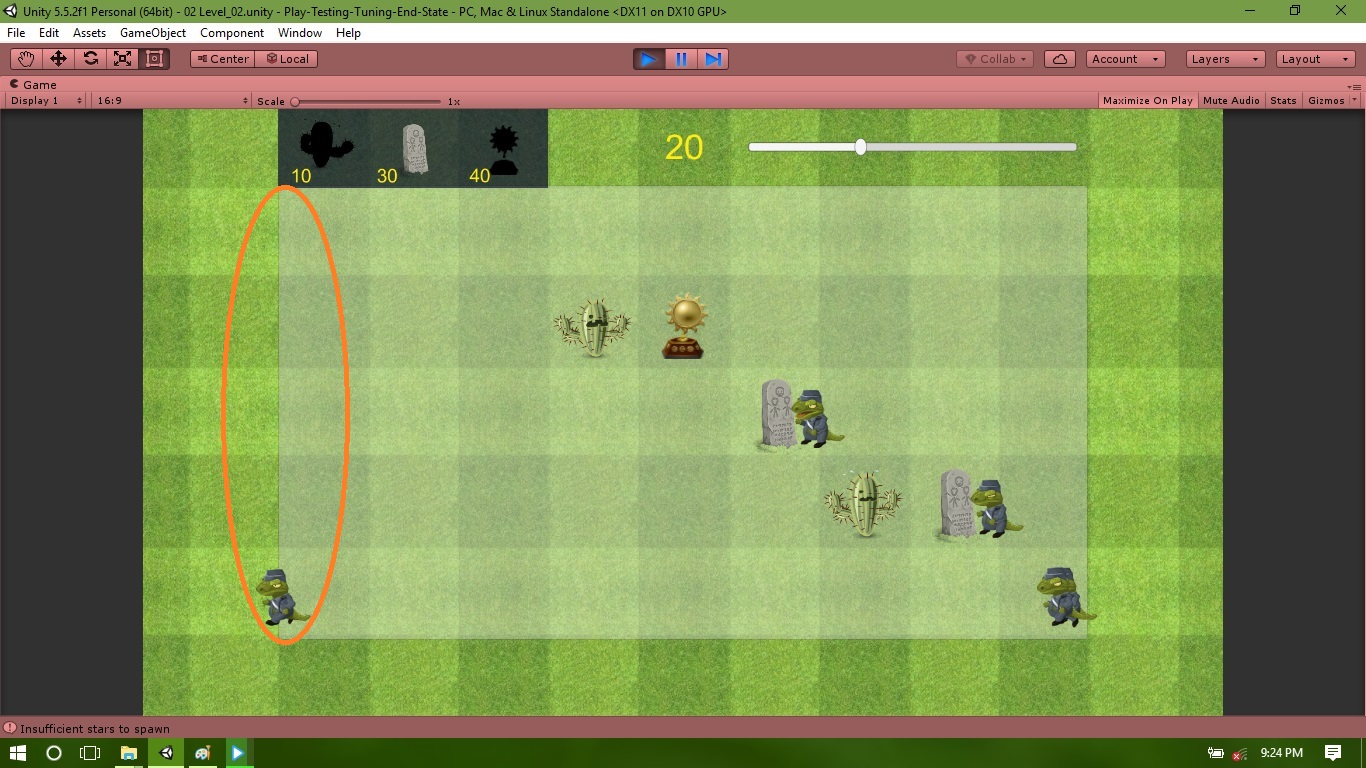 Unity 5.5.2f1 Personal (64bit) - 02 Level_02.unity - Play-Testing-Tuning-End-State - PC, Mac & Linux Standalone <DX11 on DX10 GPU>
File Edit Assets GameObject Component Window Help
Center Local Collab Account Layers Layout
Game
Display 1 16:9 Scale 1x Maximize On Play Mute Audio Stats Gizmos
20
10 30 40
Insufficient stars to spawn
9:24 PM